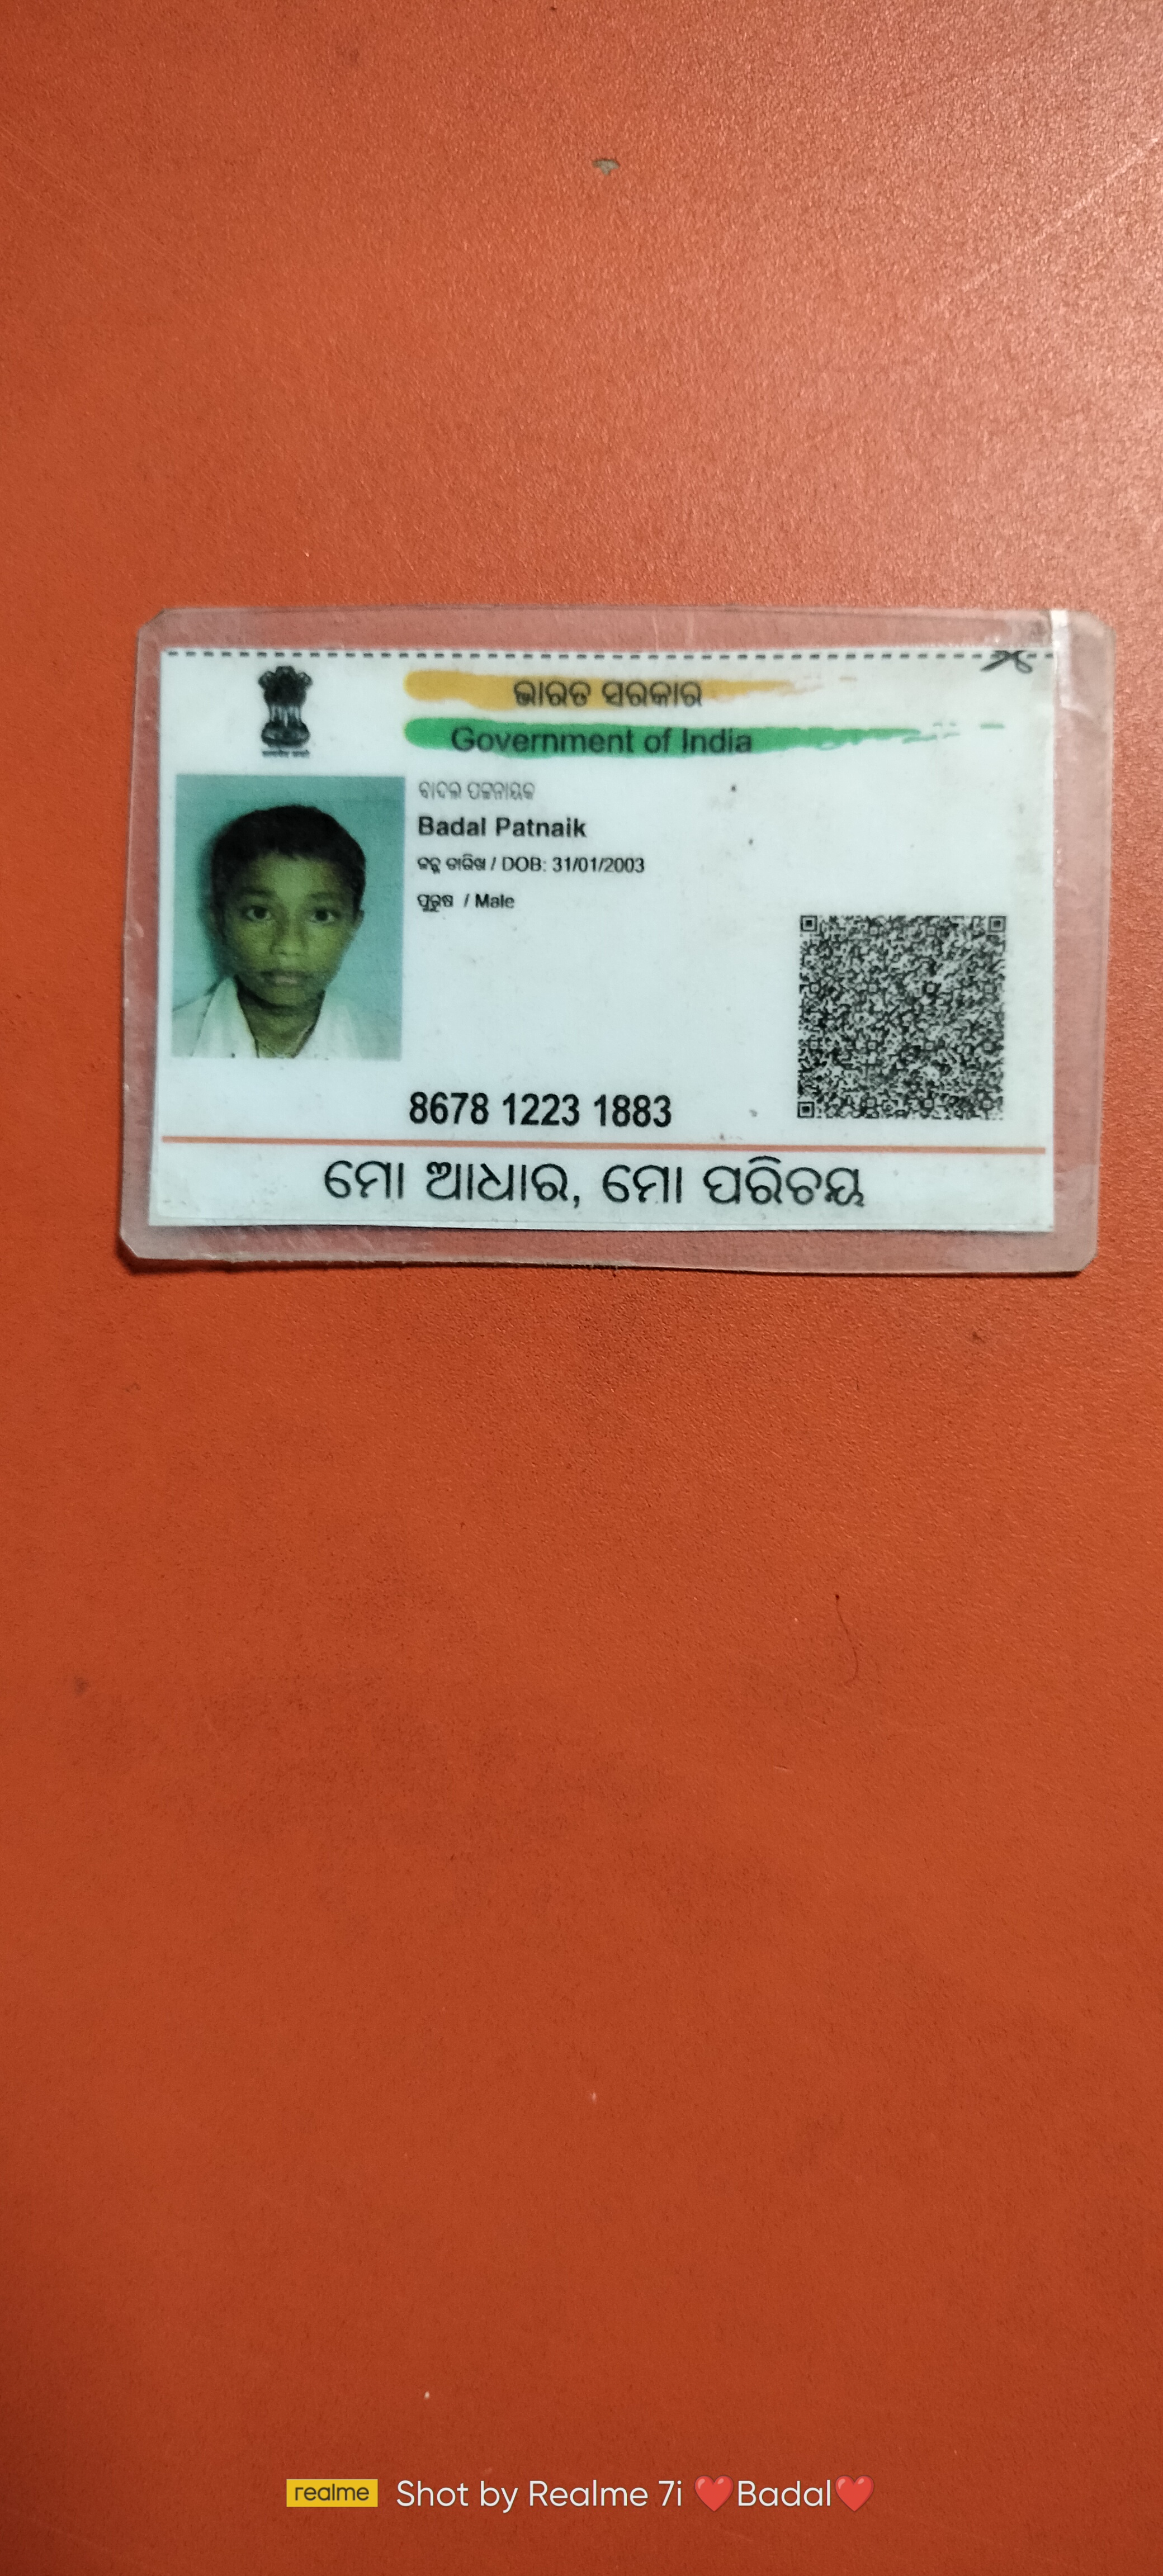 ଭାରତ ସରକାର
Government of India
ବାଦଲ ପଟ୍ଟନାୟକ
Badal Patnaik
ଜନ୍ମ ତାରିଖ / DOB: 31/01/2003
ପୁରୁଷ / Male
8678 1223 1883
ମୋ ଆଧାର, ମୋ ପରିଚୟ
realme Shot by Realme 7i ❤️Badal❤️